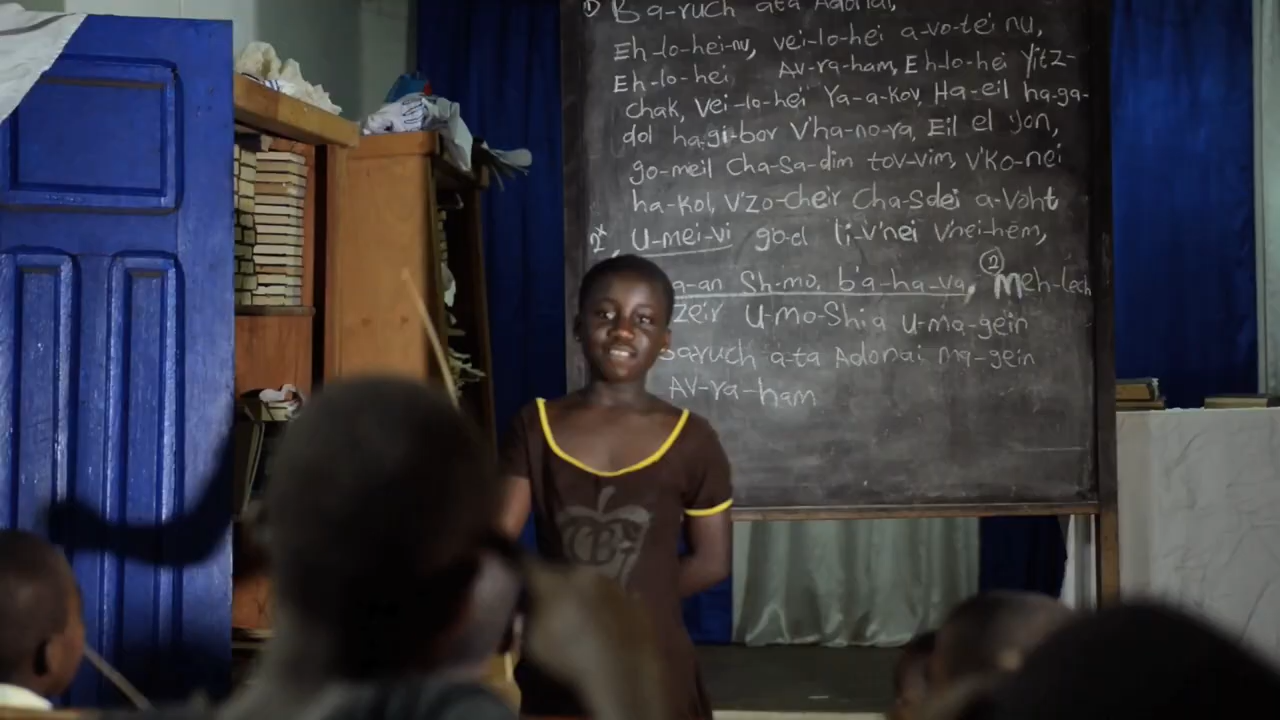 ① Ba-ruch ata Adonai,
Eh-lo-hei-nu, vei-lo-hei a-vo-tei nu,
Eh-lo-hei Av-ra-ham, Eh-lo-hei Yitz-
chak, Vei-lo-hei Ya-a-kov, Ha-eil ha-ga-
dol ha-gi-bor V'ha-no-ra, Eil el yon,
go-meil Cha-Sa-dim tov-vim, v'ko-nei
ha-kol, V'zo-cheir Cha-Sdei a-voht
2* U-mei-vi go-el li-v'nei v'nei-hem,
a-an Sh-mo, b'a-ha-va, ② Meh-lech
zeir U-mo-Shia U-ma-gein
Baruch a-ta Adonai Ma-gein
AV-ra-ham